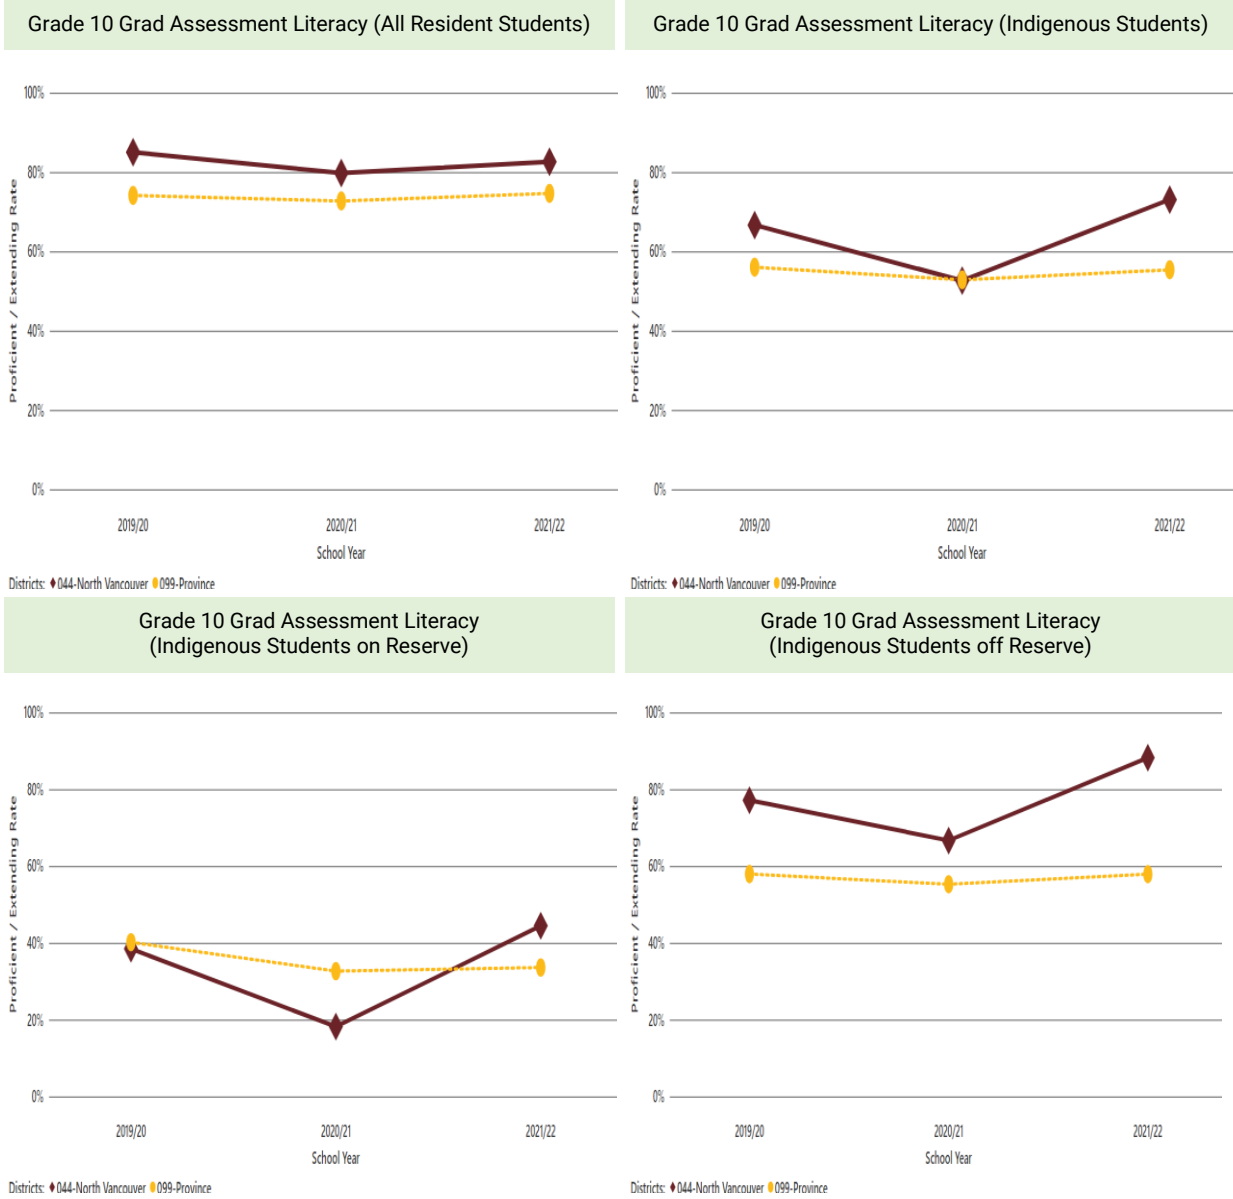 Grade 10 Grad Assessment Literacy (All Resident Students)
100%
80%
60%
40%
20%
0%
Proficient / Extending Rate
2019/20
2020/21
2021/22
School Year
Districts: 044-North Vancouver 099-Province
Grade 10 Grad Assessment Literacy (Indigenous Students)
100%
80%
60%
40%
20%
0%
Proficient / Extending Rate
2019/20
2020/21
2021/22
School Year
Districts: 044-North Vancouver 099-Province
Grade 10 Grad Assessment Literacy
(Indigenous Students on Reserve)
100%
80%
60%
40%
20%
0%
Proficient / Extending Rate
2019/20
2020/21
2021/22
School Year
Districts: 044-North Vancouver 099-Province
Grade 10 Grad Assessment Literacy
(Indigenous Students off Reserve)
100%
80%
60%
40%
20%
0%
Proficient / Extending Rate
2019/20
2020/21
2021/22
School Year
Districts: 044-North Vancouver 099-Province